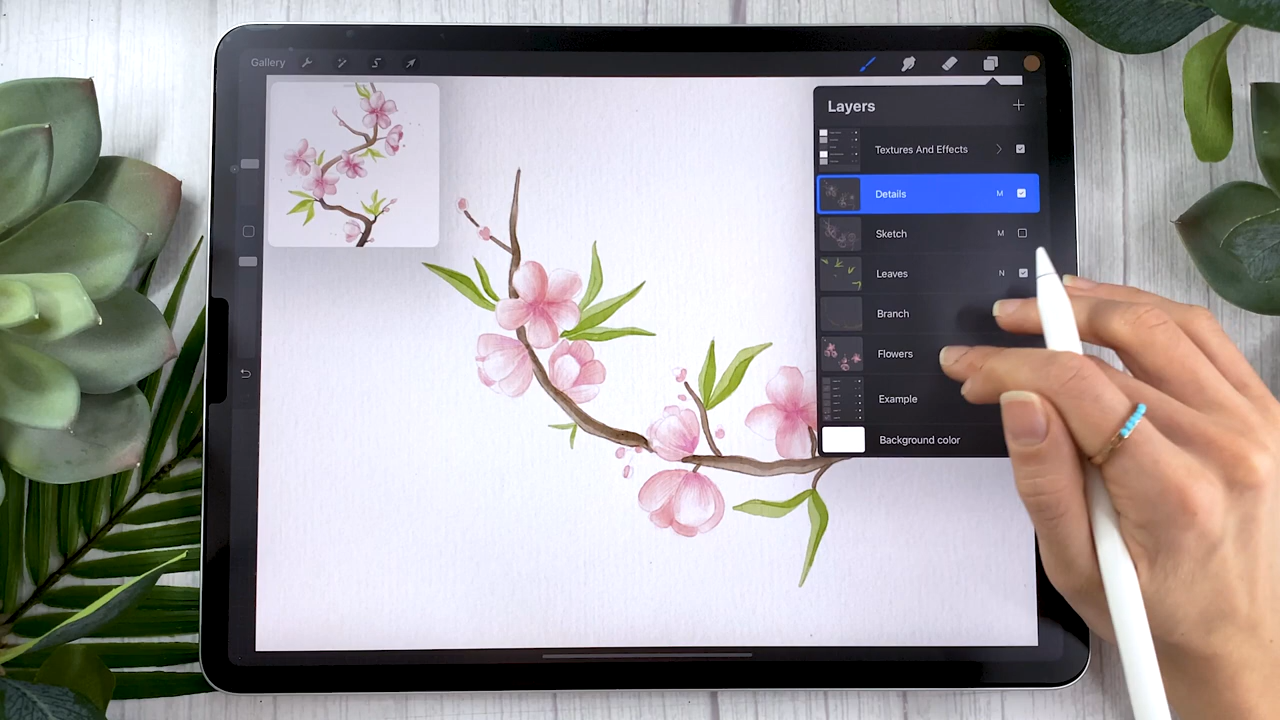 Gallery
Layers
Textures And Effects
Details M
Sketch M
Leaves N
Branch
Flowers
Example
Background color